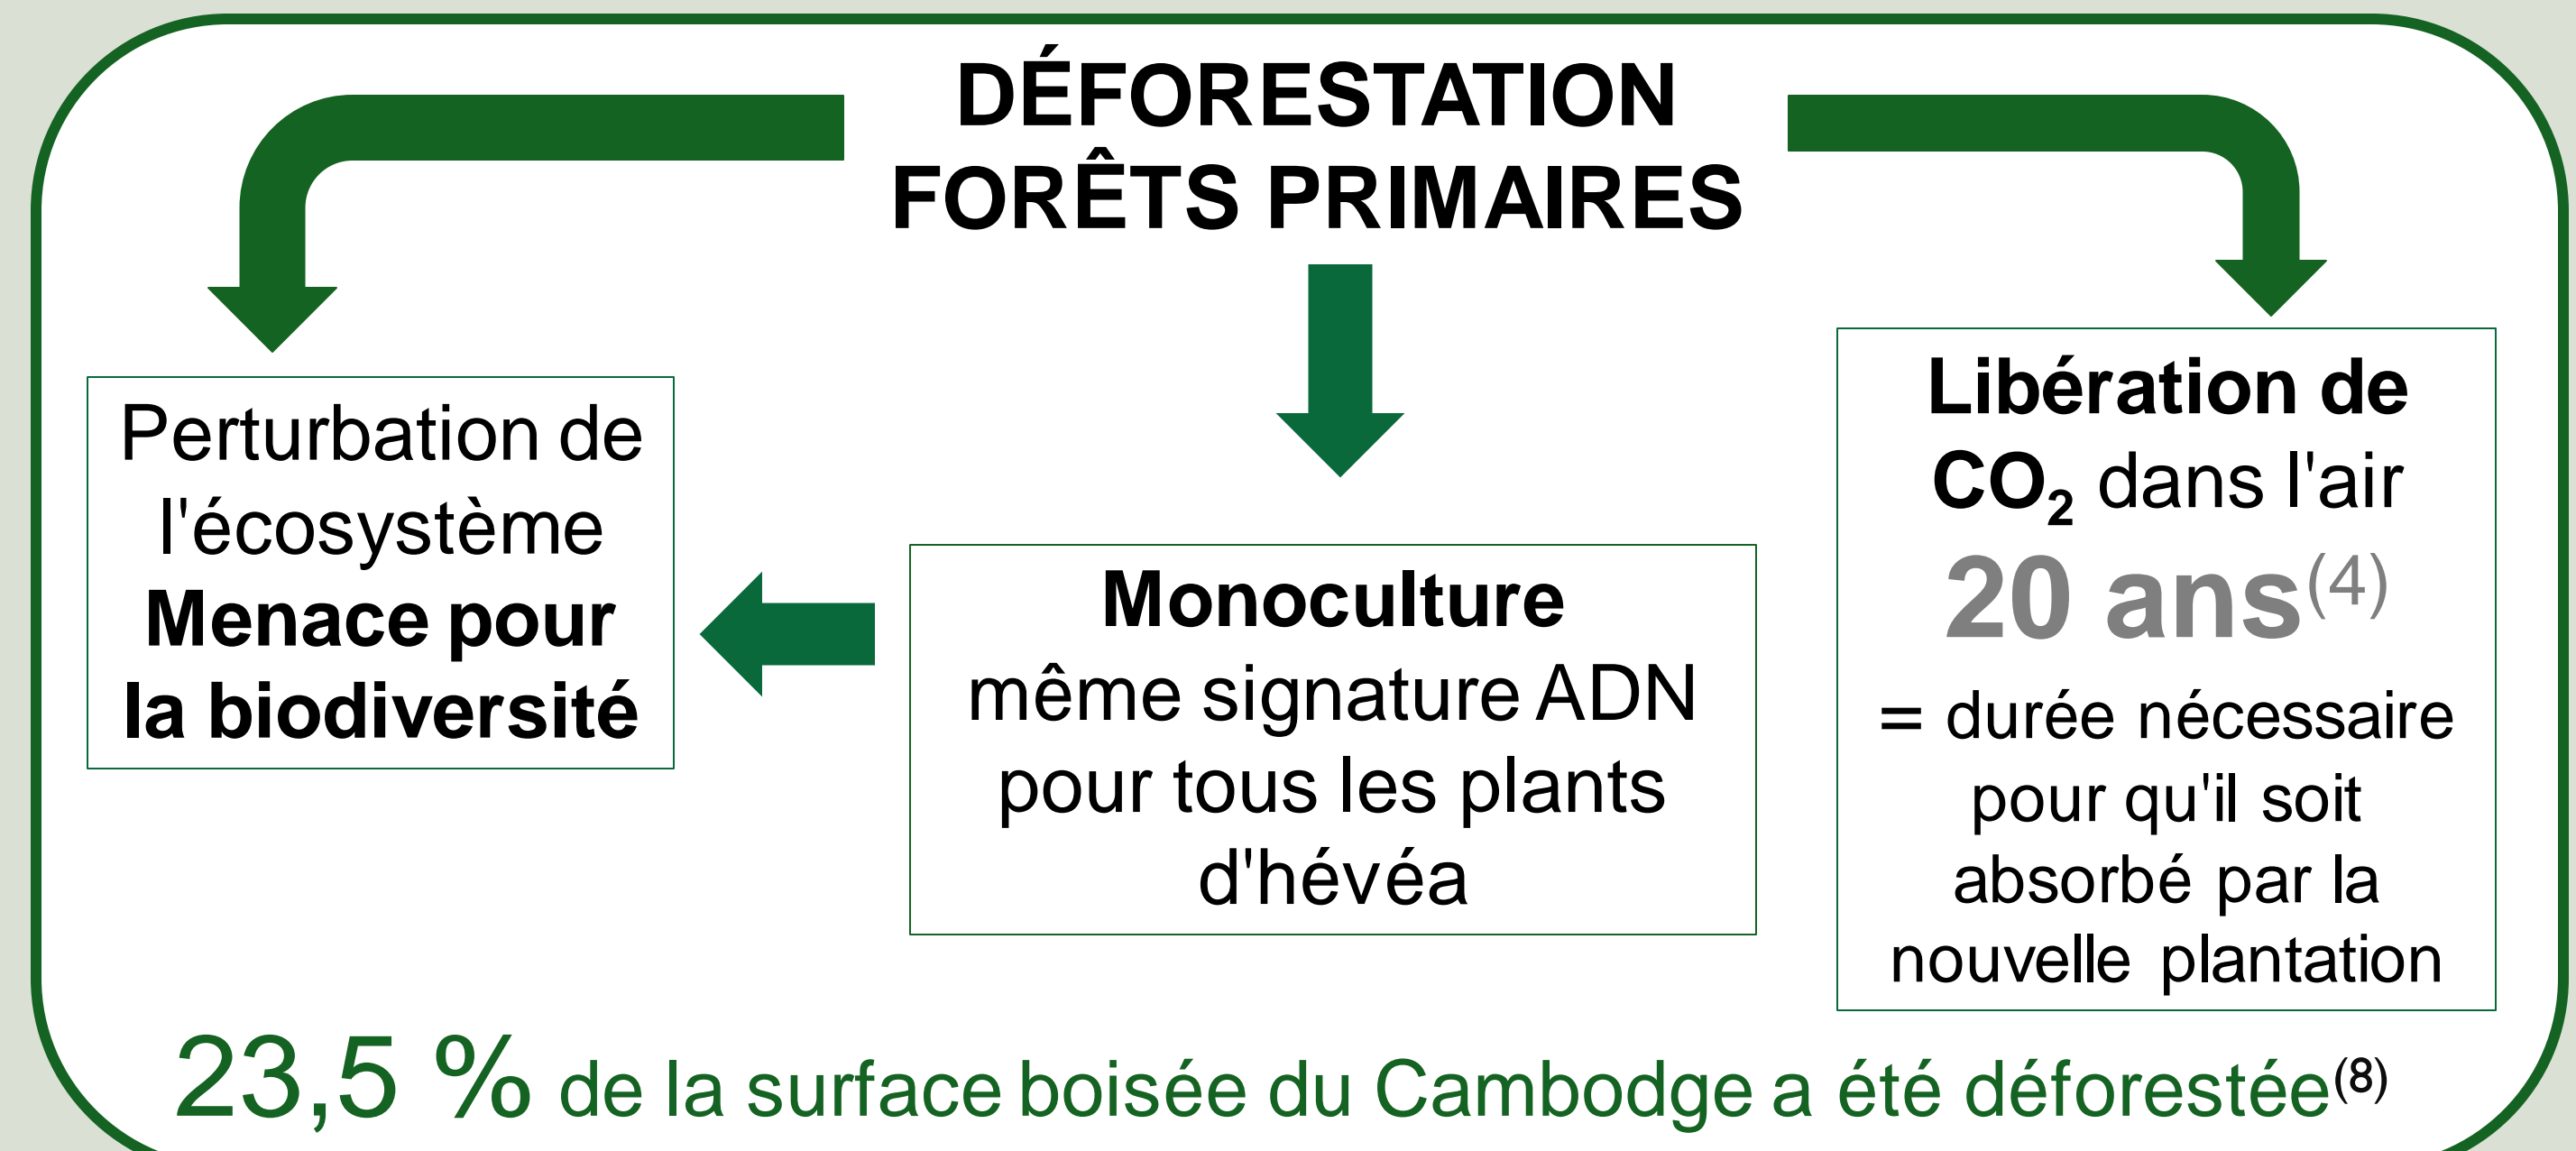 DÉFORESTATION
FORÊTS PRIMAIRES
Perturbation de
l'écosystème
Menace pour
la biodiversité
Monoculture
même signature ADN
pour tous les plants
d'hévéa
Libération de
CO₂ dans l'air
20 ans(4)
= durée nécessaire
pour qu'il soit
absorbé par la
nouvelle plantation
23,5 % de la surface boisée du Cambodge a été déforestée(8)